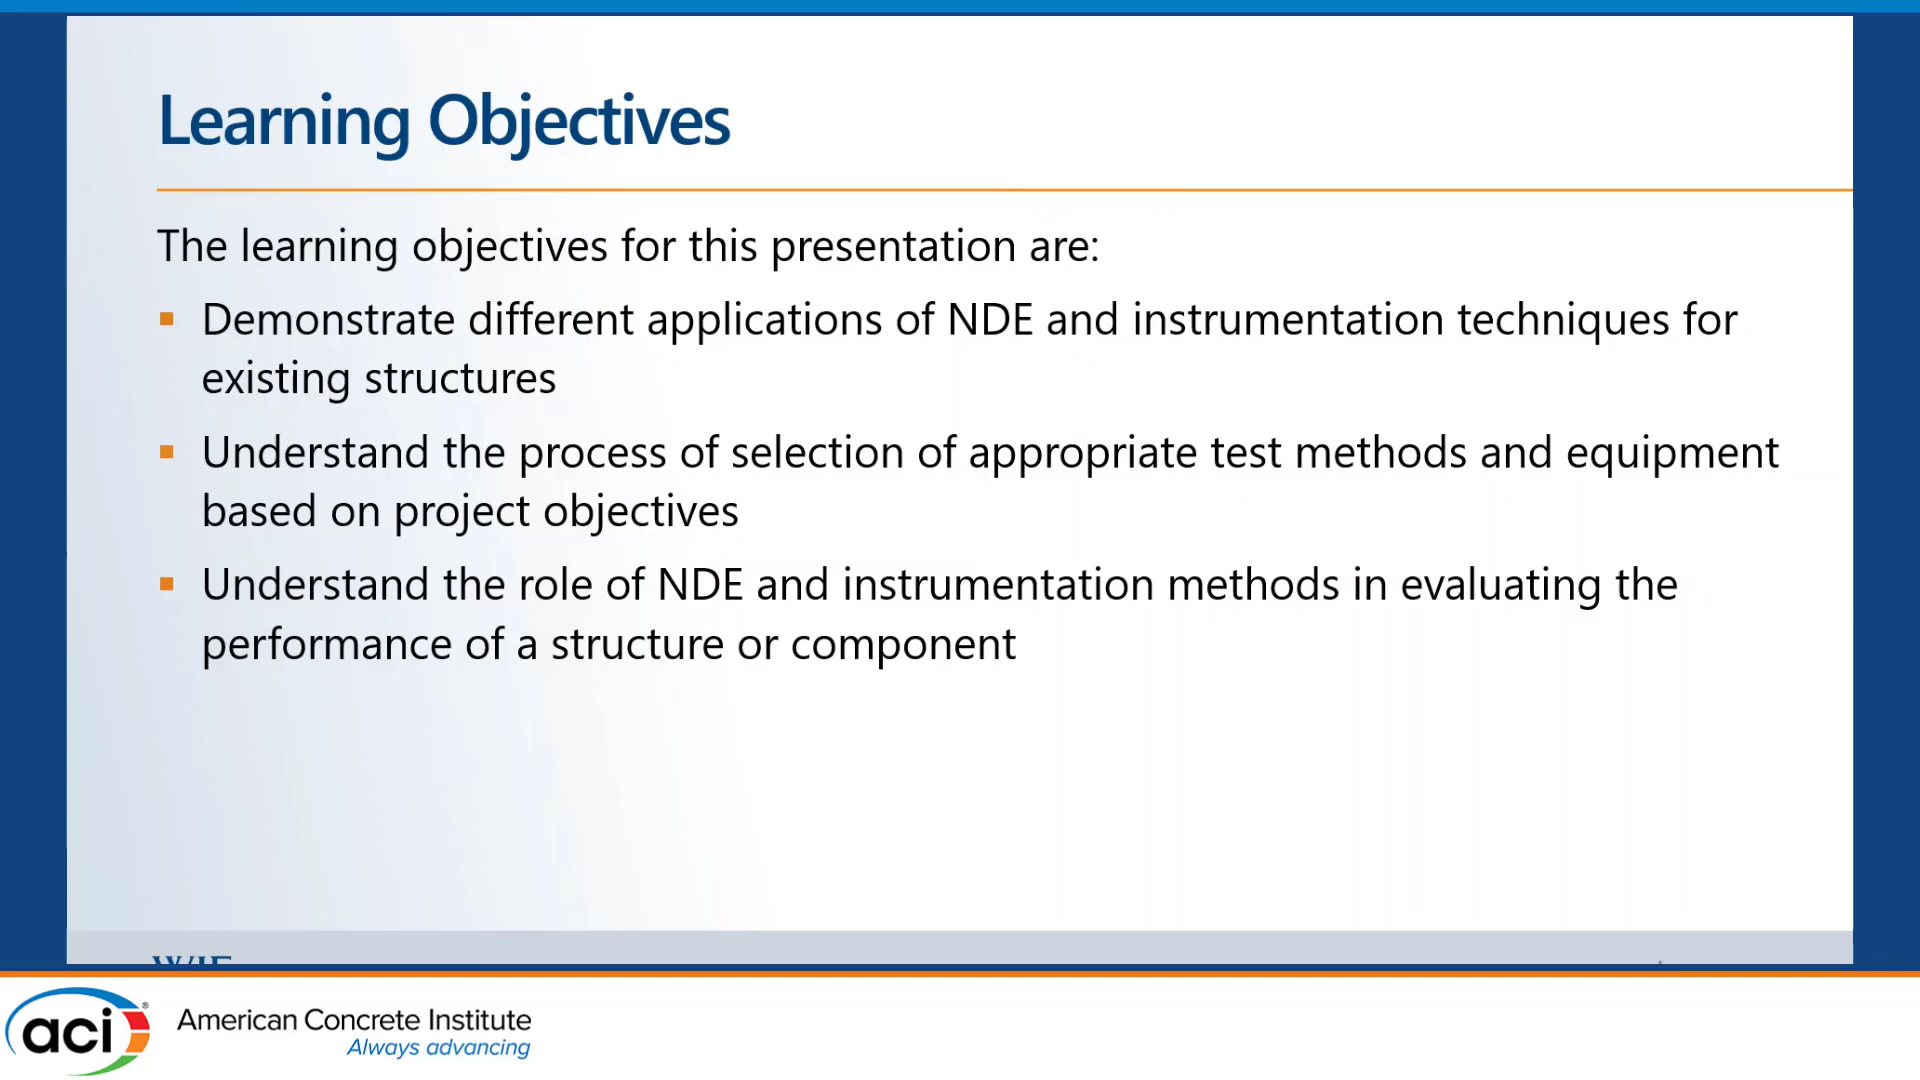 Learning Objectives
The learning objectives for this presentation are:
Demonstrate different applications of NDE and instrumentation techniques for
existing structures
Understand the process of selection of appropriate test methods and equipment
based on project objectives
Understand the role of NDE and instrumentation methods in evaluating the
performance of a structure or component
aci®
American Concrete Institute
Always advancing